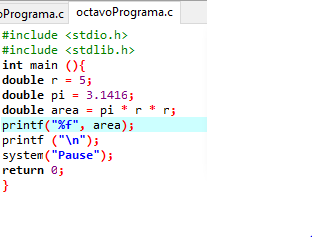 oPrograma.c octavoPrograma.c
#include <stdio.h>
#include <stdlib.h>
int main (){
double r = 5;
double pi = 3.1416;
double area = pi * r * r;
printf("%f", area);
printf ("\n");
system("Pause");
return 0;
}